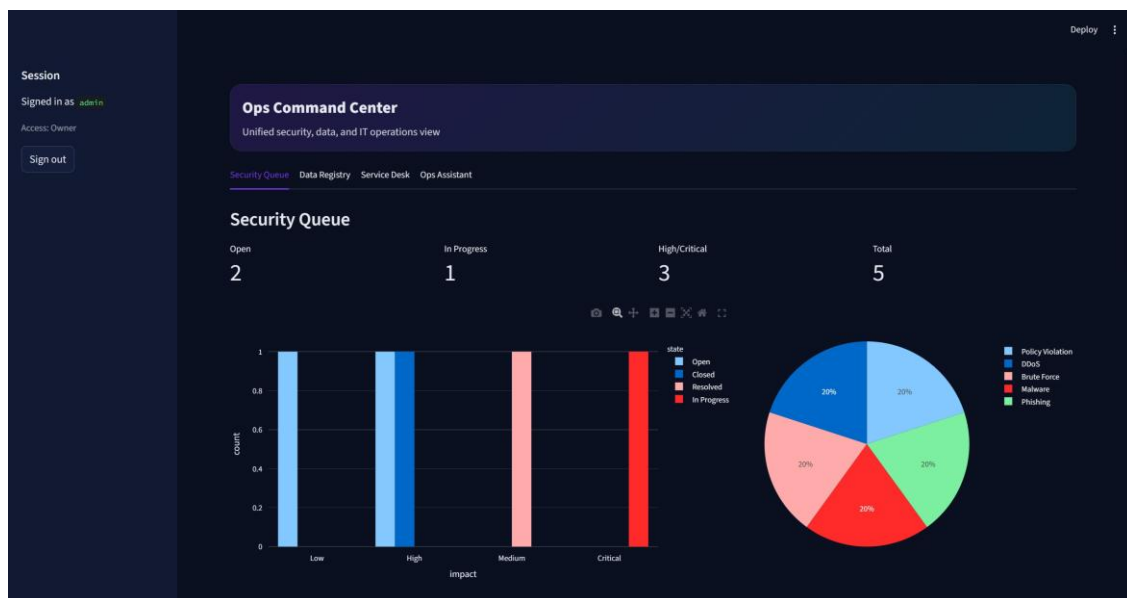 Deploy
Session
Signed in as admin
Access: Owner
Sign out
Ops Command Center
Unified security, data, and IT operations view
Security Queue Data Registry Service Desk Ops Assistant
Security Queue
Open In Progress High/Critical Total
2 1 3 5
count
1
0.8
0.6
0.4
0.2
0
Low High Medium Critical
impact
state
Open
Closed
Resolved
In Progress
20% 20%
20% 20%
20%
Policy Violation
DDoS
Brute Force
Malware
Phishing